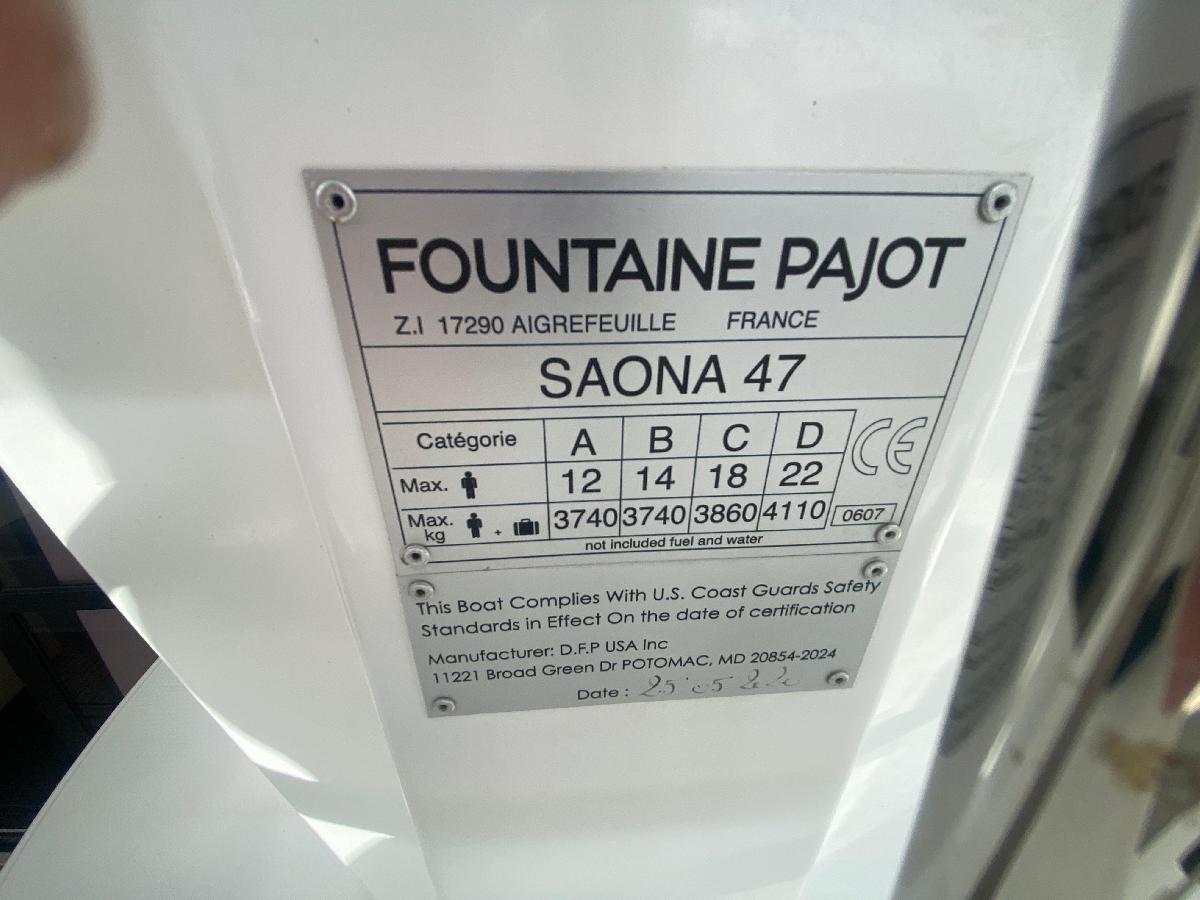 FOUNTAINE PAJOT
Z.I 17290 AIGREFEUILLE FRANCE
SAONA 47
Catégorie A B C D
Max. 12 14 18 22
Max. kg + 3740 3740 3860 4110
CE
0607
not included fuel and water
This Boat Complies With U.S. Coast Guards Safety
Standards in Effect On the date of certification
Manufacturer: D.F.P USA Inc
11221 Broad Green Dr POTOMAC, MD 20854-2024
Date : 25 05